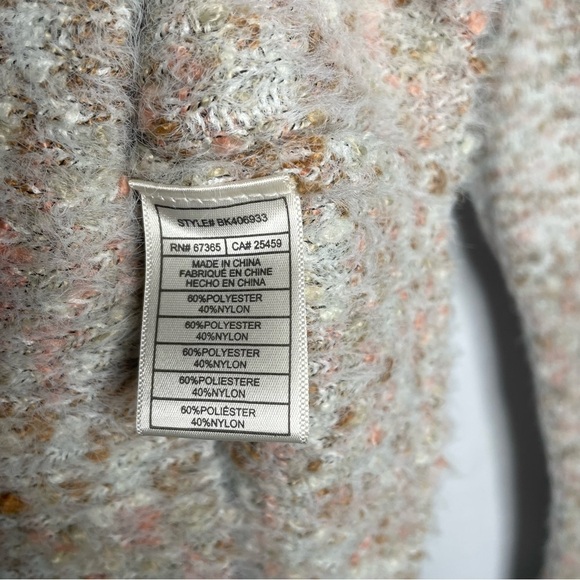 STYLE# BK406933
RN# 67365 CA# 25459
MADE IN CHINA
FABRIQUÉ EN CHINE
HECHO EN CHINA
60%POLYESTER
40%NYLON
60%POLYESTER
40%NYLON
60%POLYESTER
40%NYLON
60%POLIESTERE
40%NYLON
60%POLIÉSTER
40%NYLON